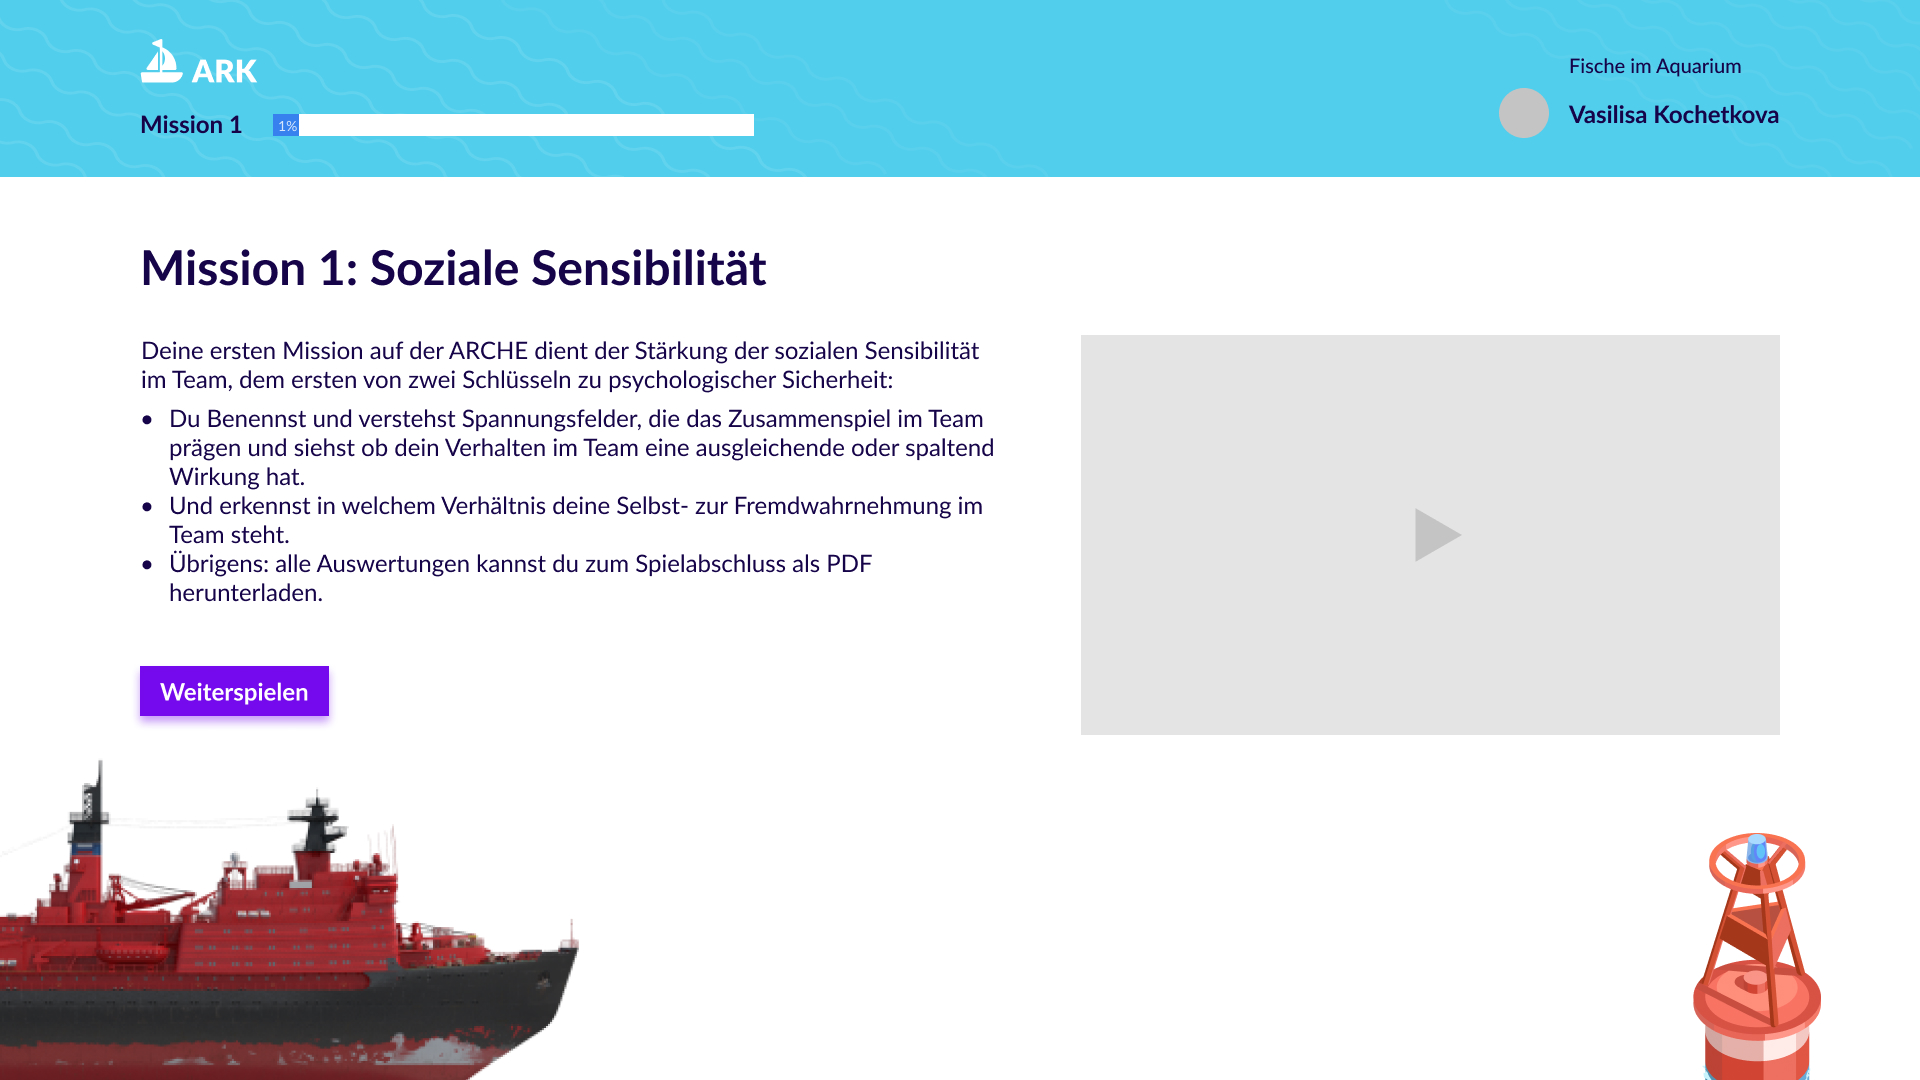 ARK
Fische im Aquarium
Mission 1
1%
Vasilisa Kochetkova
Mission 1: Soziale Sensibilität
Deine ersten Mission auf der ARCHE dient der Stärkung der sozialen Sensibilität
im Team, dem ersten von zwei Schlüsseln zu psychologischer Sicherheit:
• Du Benennst und verstehst Spannungsfelder, die das Zusammenspiel im Team
prägen und siehst ob dein Verhalten im Team eine ausgleichende oder spaltend
Wirkung hat.
• Und erkennst in welchem Verhältnis deine Selbst- zur Fremdwahrnehmung im
Team steht.
• Übrigens: alle Auswertungen kannst du zum Spielabschluss als PDF
herunterladen.
Weiterspielen